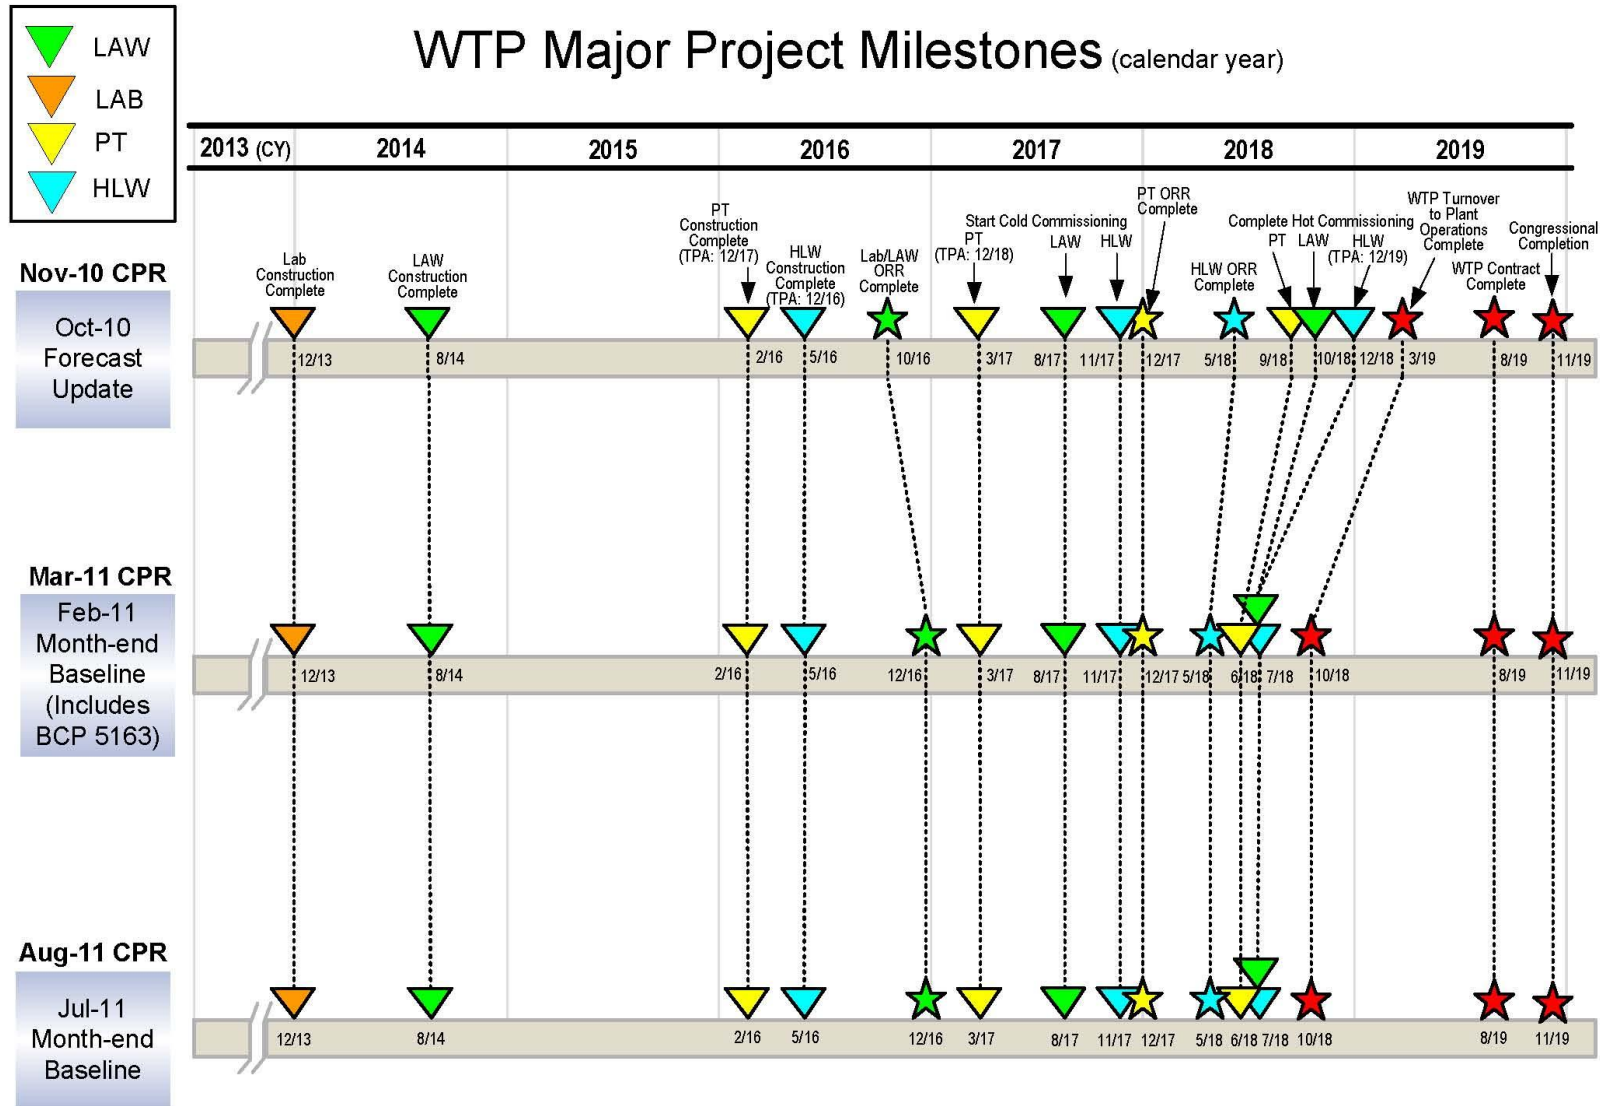 LAW
LAB
PT
HLW
WTP Major Project Milestones (calendar year)
2013 (CY)
2014
2015
2016
2017
2018
2019
Nov-10 CPR
Oct-10
Forecast
Update
Lab
Construction
Complete
LAW
Construction
Complete
PT
Construction
Complete
(TPA: 12/17)
HLW
Construction
Complete
(TPA: 12/16)
Lab/LAW
ORR
Complete
Start Cold Commissioning
PT
(TPA: 12/18)
LAW
HLW
PT ORR
Complete
HLW ORR
Complete
Complete Hot Commissioning
PT
LAW
HLW
(TPA: 12/19)
WTP Turnover
to Plant
Operations
Complete
WTP Contract
Complete
Congressional
Completion
12/13
8/14
2/16
5/16
10/16
3/17
8/17
11/17
12/17
5/18
9/18
10/18
12/18
3/19
8/19
11/19
Mar-11 CPR
Feb-11
Month-end
Baseline
(Includes
BCP 5163)
12/13
8/14
2/16
5/16
12/16
3/17
8/17
11/17
12/17
5/18
6/18
7/18
10/18
8/19
11/19
Aug-11 CPR
Jul-11
Month-end
Baseline
12/13
8/14
2/16
5/16
12/16
3/17
8/17
11/17
12/17
5/18
6/18
7/18
10/18
8/19
11/19